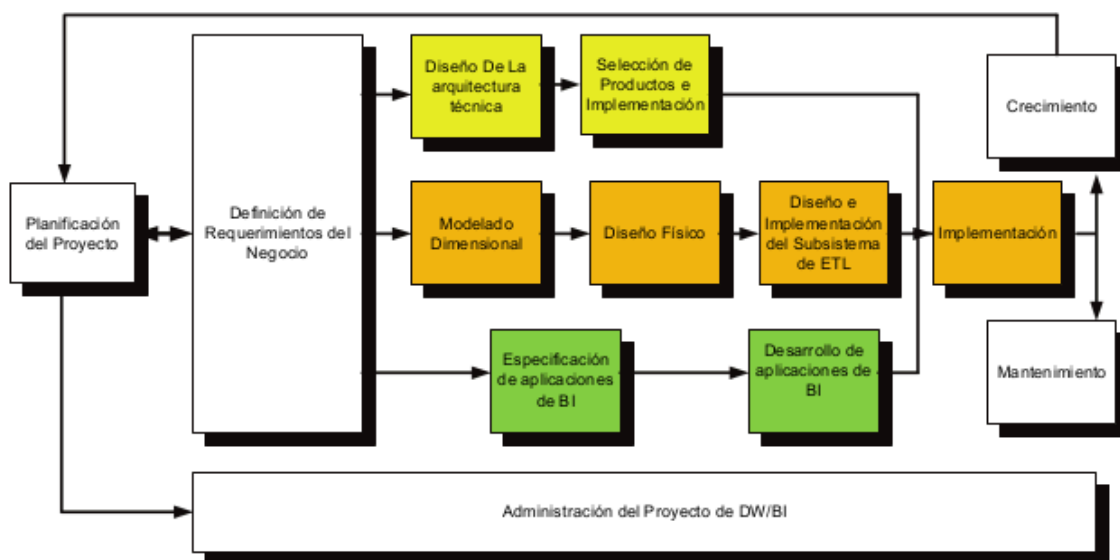 Diseño De La
arquitectura
técnica
Selección de
Productos e
Implementación
Crecimiento
Planificación
del Proyecto
Definición de
Requerimientos del
Negocio
Modelado
Dimensional
Diseño Físico
Diseño e
Implementación
del Subsistema
de ETL
Implementación
Especificación
de aplicaciones
de BI
Desarrollo de
aplicaciones de
BI
Mantenimiento
Administración del Proyecto de DW/BI